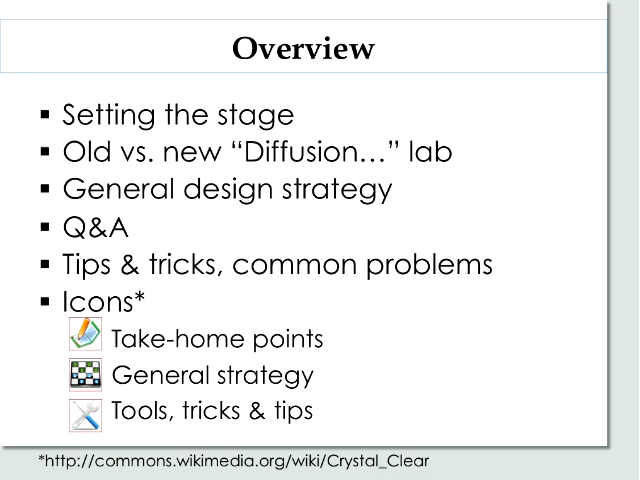 Overview
▪ Setting the stage
▪ Old vs. new “Diffusion…” lab
▪ General design strategy
▪ Q&A
▪ Tips & tricks, common problems
▪ Icons*
Take-home points
General strategy
Tools, tricks & tips
*http://commons.wikimedia.org/wiki/Crystal_Clear